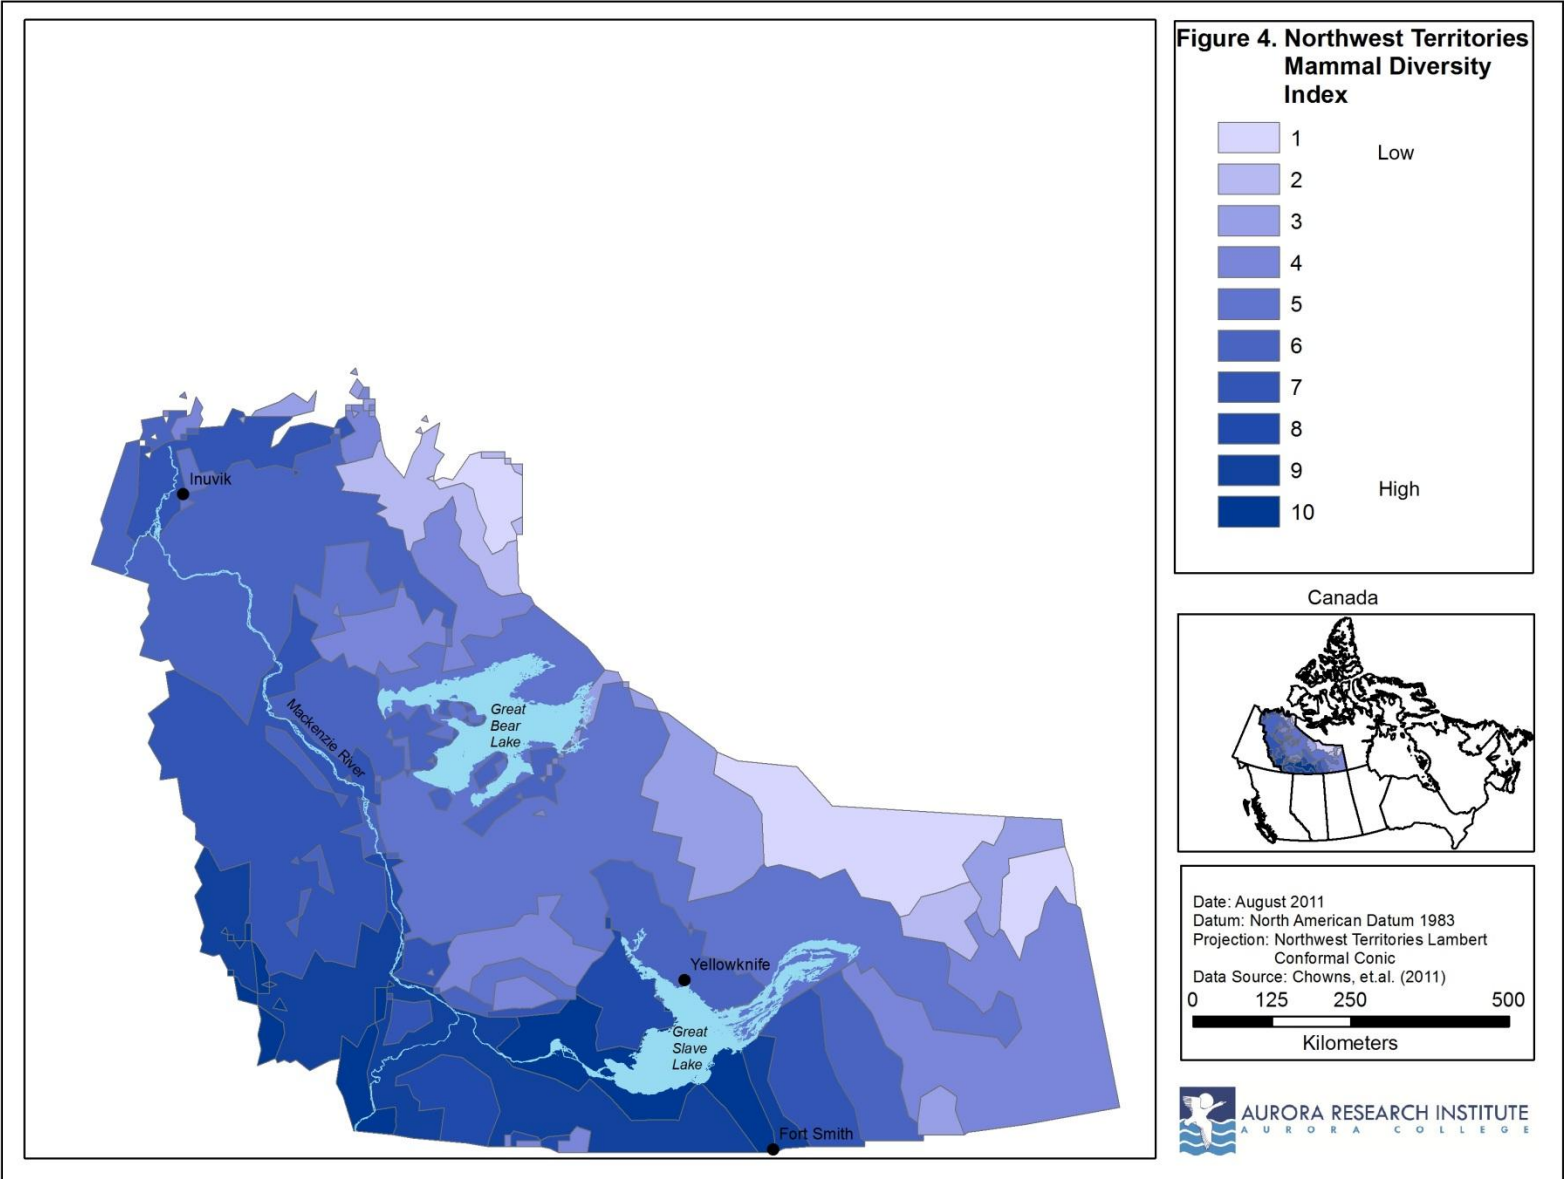 Figure 4. Northwest Territories
Mammal Diversity
Index
1
Low
2
3
4
5
6
7
8
9
High
10
Inuvik
Mackenzie River
Great
Bear
Lake
Yellowknife
Great
Slave
Lake
Fort Smith
Canada
Date: August 2011
Datum: North American Datum 1983
Projection: Northwest Territories Lambert
Conformal Conic
Data Source: Chowns, et.al. (2011)
0 125 250 500
Kilometers
AURORA RESEARCH INSTITUTE
AURORA COLLEGE